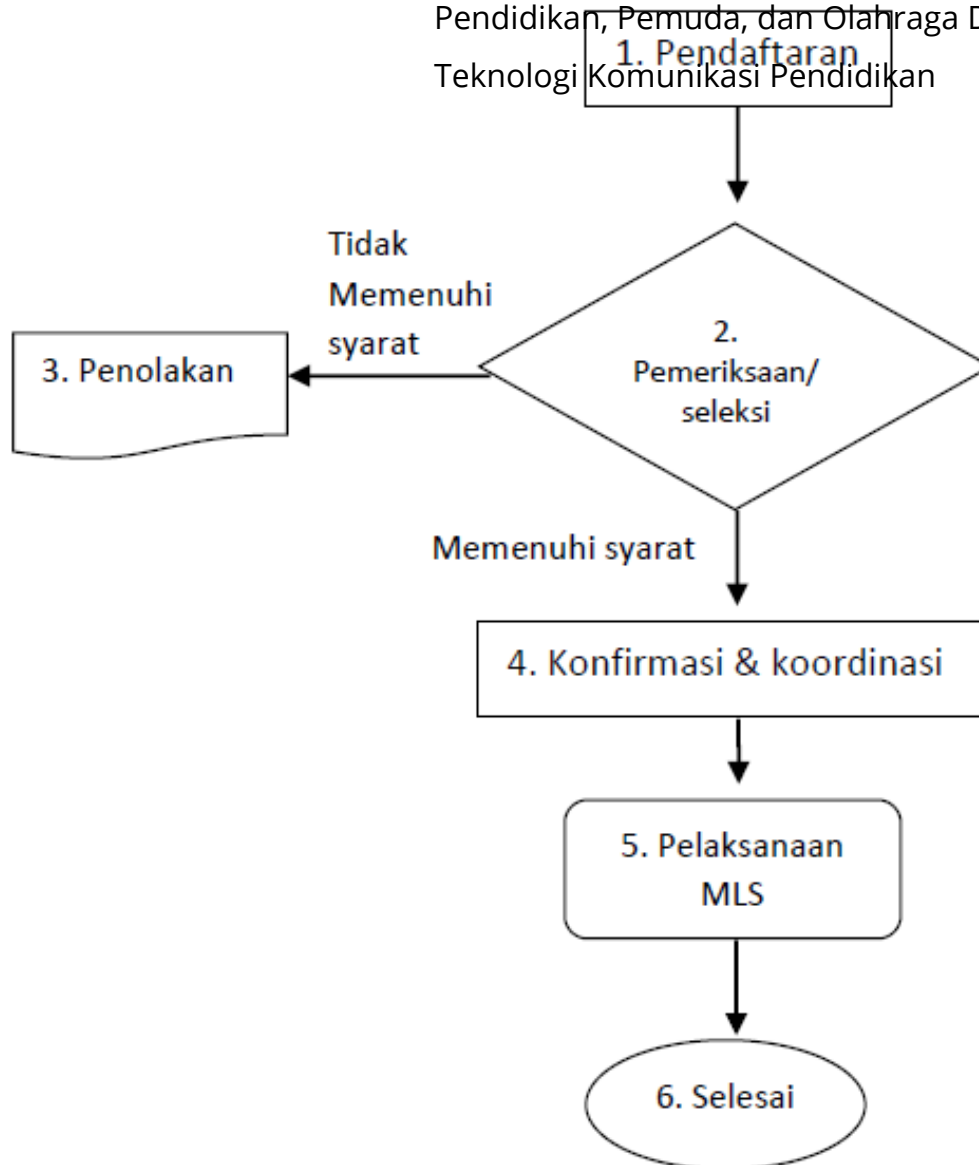 Pendidikan, Pemuda, dan Olahraga D
1. Pendaftaran
Teknologi Komunikasi Pendidikan
Tidak
Memenuhi
syarat
2.
Pemeriksaan/
seleksi
3. Penolakan
Memenuhi syarat
4. Konfirmasi & koordinasi
5. Pelaksanaan
MLS
6. Selesai